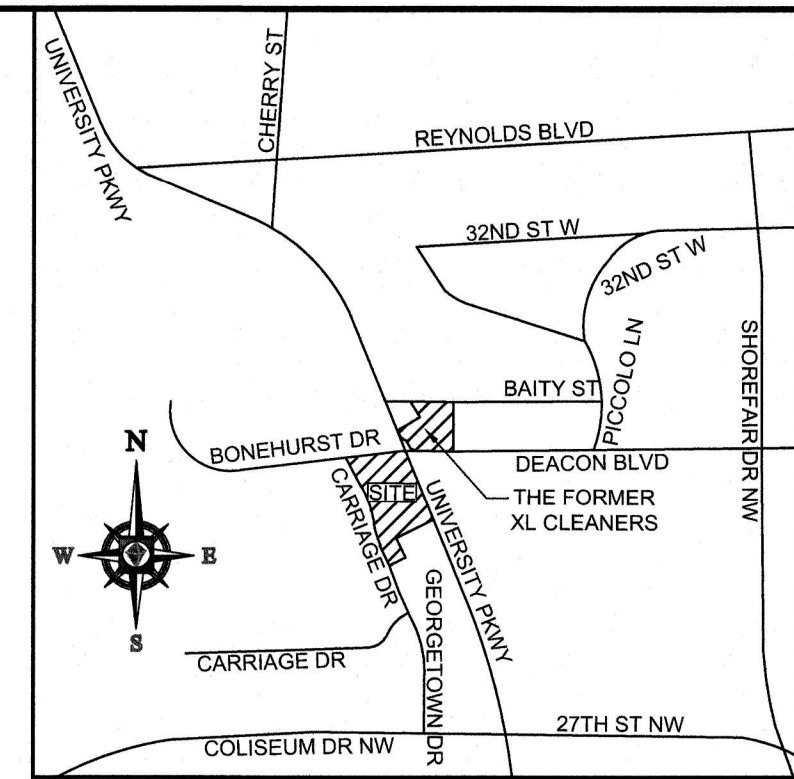 UNIVERSITY PKWY
CHERRY ST
REYNOLDS BLVD
32ND ST W
32ND ST W
PICCOLO LN
SHOREFAIR DR NW
BAITY ST
BONEHURST DR
DEACON BLVD
N
W
E
S
SITE
CARRIAGE DR
UNIVERSITY PKWY
THE FORMER
XL CLEANERS
GEORGETOWN DR
CARRIAGE DR
COLISEUM DR NW
27TH ST NW